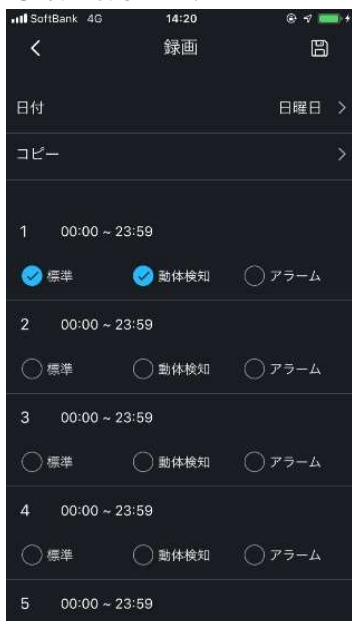 SoftBank 4G 14:20
録画
日付 日曜日
コピー
1 00:00 ~ 23:59
標準 動体検知 アラーム
2 00:00 ~ 23:59
標準 動体検知 アラーム
3 00:00 ~ 23:59
標準 動体検知 アラーム
4 00:00 ~ 23:59
標準 動体検知 アラーム
5 00:00 ~ 23:59